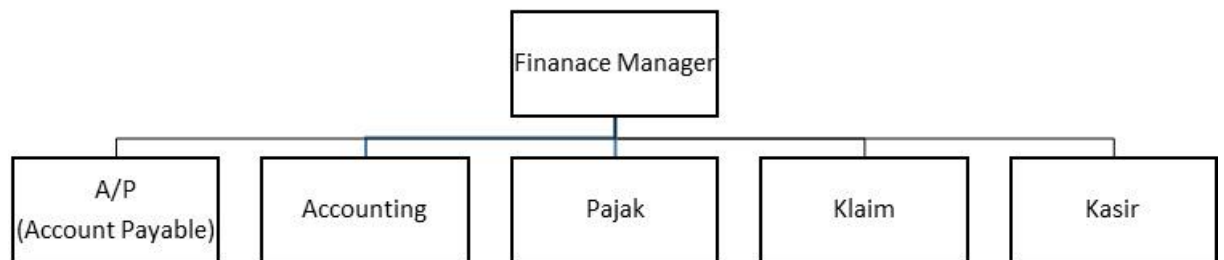 Finanace Manager
A/P
(Account Payable)
Accounting
Pajak
Klaim
Kasir